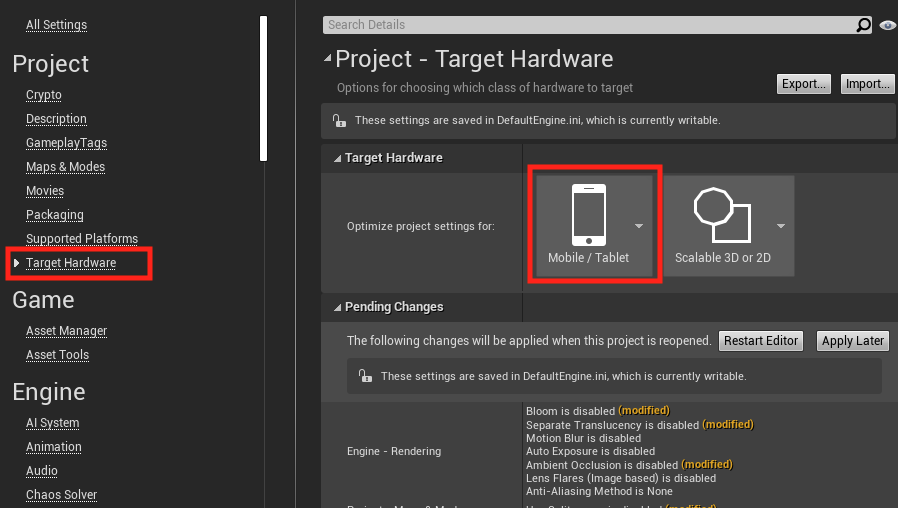 All Settings
Project
Crypto
Description
GameplayTags
Maps & Modes
Movies
Packaging
Supported Platforms
Target Hardware
Game
Asset Manager
Asset Tools
Engine
AI System
Animation
Audio
Chaos Solver
Search Details
Project - Target Hardware
Options for choosing which class of hardware to target
Export...
Import...
These settings are saved in DefaultEngine.ini, which is currently writable.
Target Hardware
Optimize project settings for:
Mobile / Tablet
Scalable 3D or 2D
Pending Changes
The following changes will be applied when this project is reopened.
Restart Editor
Apply Later
These settings are saved in DefaultEngine.ini, which is currently writable.
Engine - Rendering
Bloom is disabled (modified)
Separate Translucency is disabled (modified)
Motion Blur is disabled
Auto Exposure is disabled
Ambient Occlusion is disabled (modified)
Lens Flares (Image based) is disabled
Anti-Aliasing Method is None